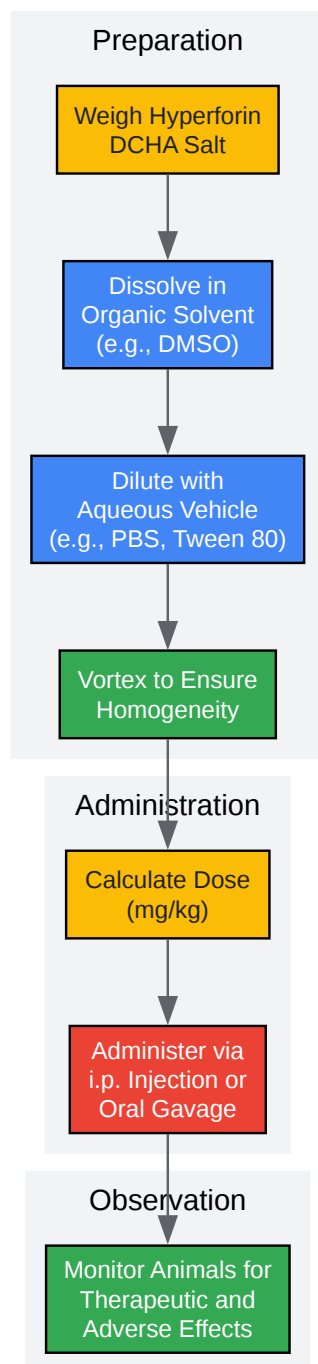 Preparation
Weigh Hyperforin
DCHA Salt
Dissolve in
Organic Solvent
(e.g., DMSO)
Dilute with
Aqueous Vehicle
(e.g., PBS, Tween 80)
Vortex to Ensure
Homogeneity
Administration
Calculate Dose
(mg/kg)
Administer via
i.p. Injection or
Oral Gavage
Observation
Monitor Animals for
Therapeutic and
Adverse Effects